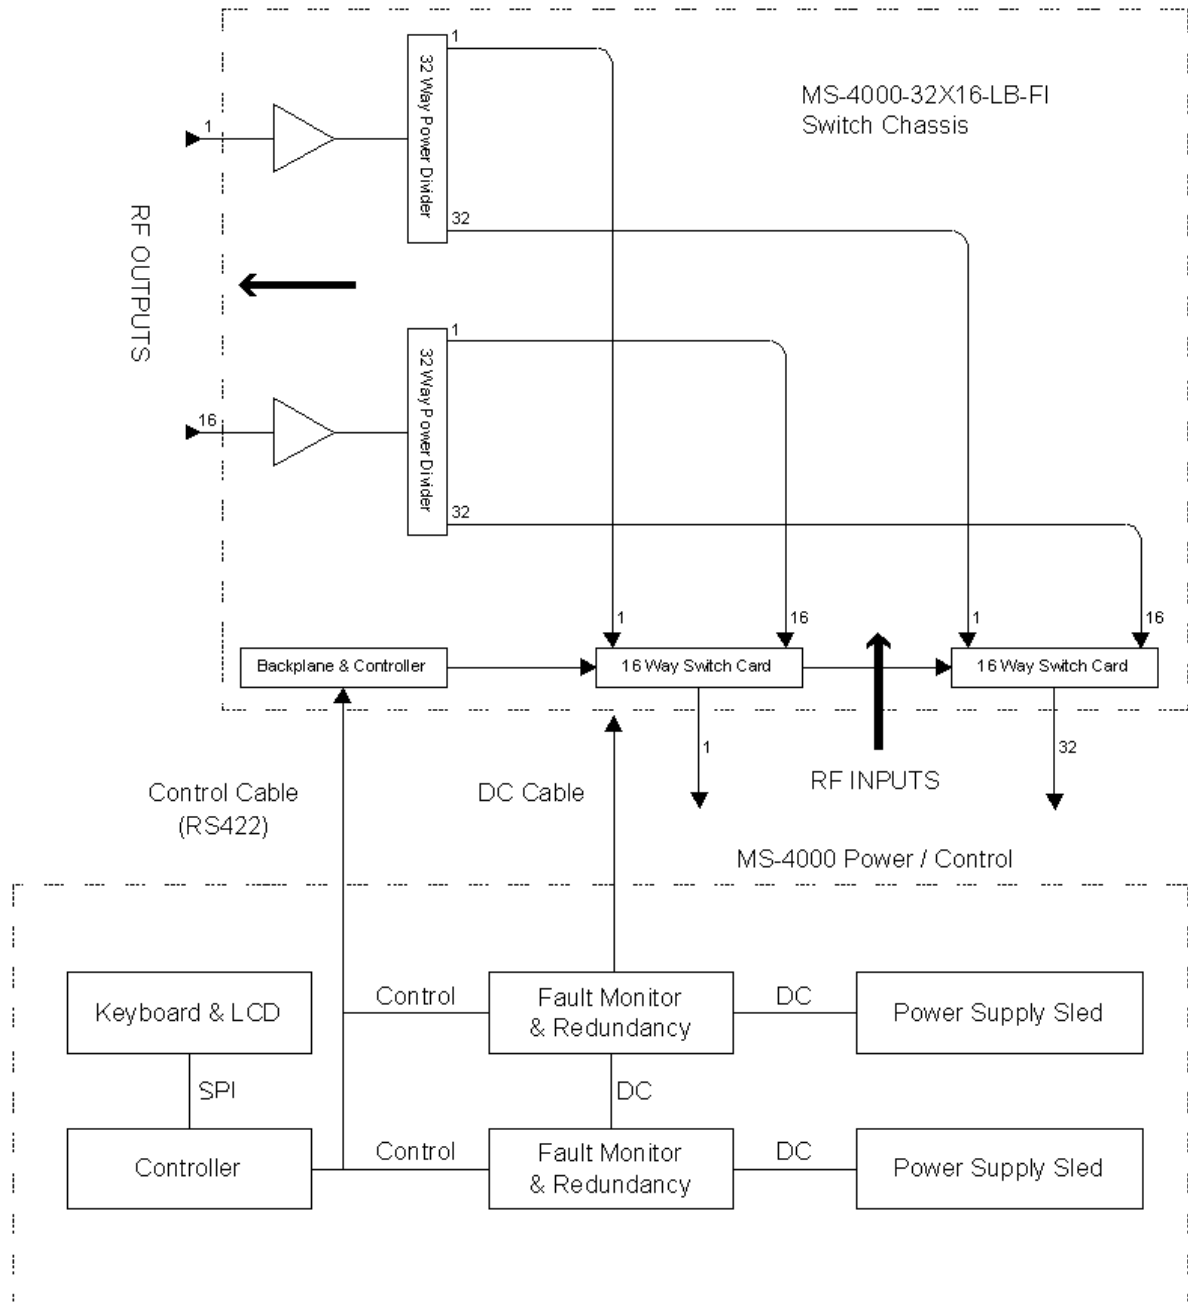 1
32 Way Power Divider
MS-4000-32X16-LB-FI
Switch Chassis
1
32
RF OUTPUTS
1
32 Way Power Divider
16
32
1
16
1
16
Backplane & Controller
16 Way Switch Card
16 Way Switch Card
1
32
RF INPUTS
Control Cable
(RS422)
DC Cable
MS-4000 Power / Control
Keyboard & LCD
Control
Fault Monitor
& Redundancy
DC
Power Supply Sled
SPI
DC
Controller
Control
Fault Monitor
& Redundancy
DC
Power Supply Sled